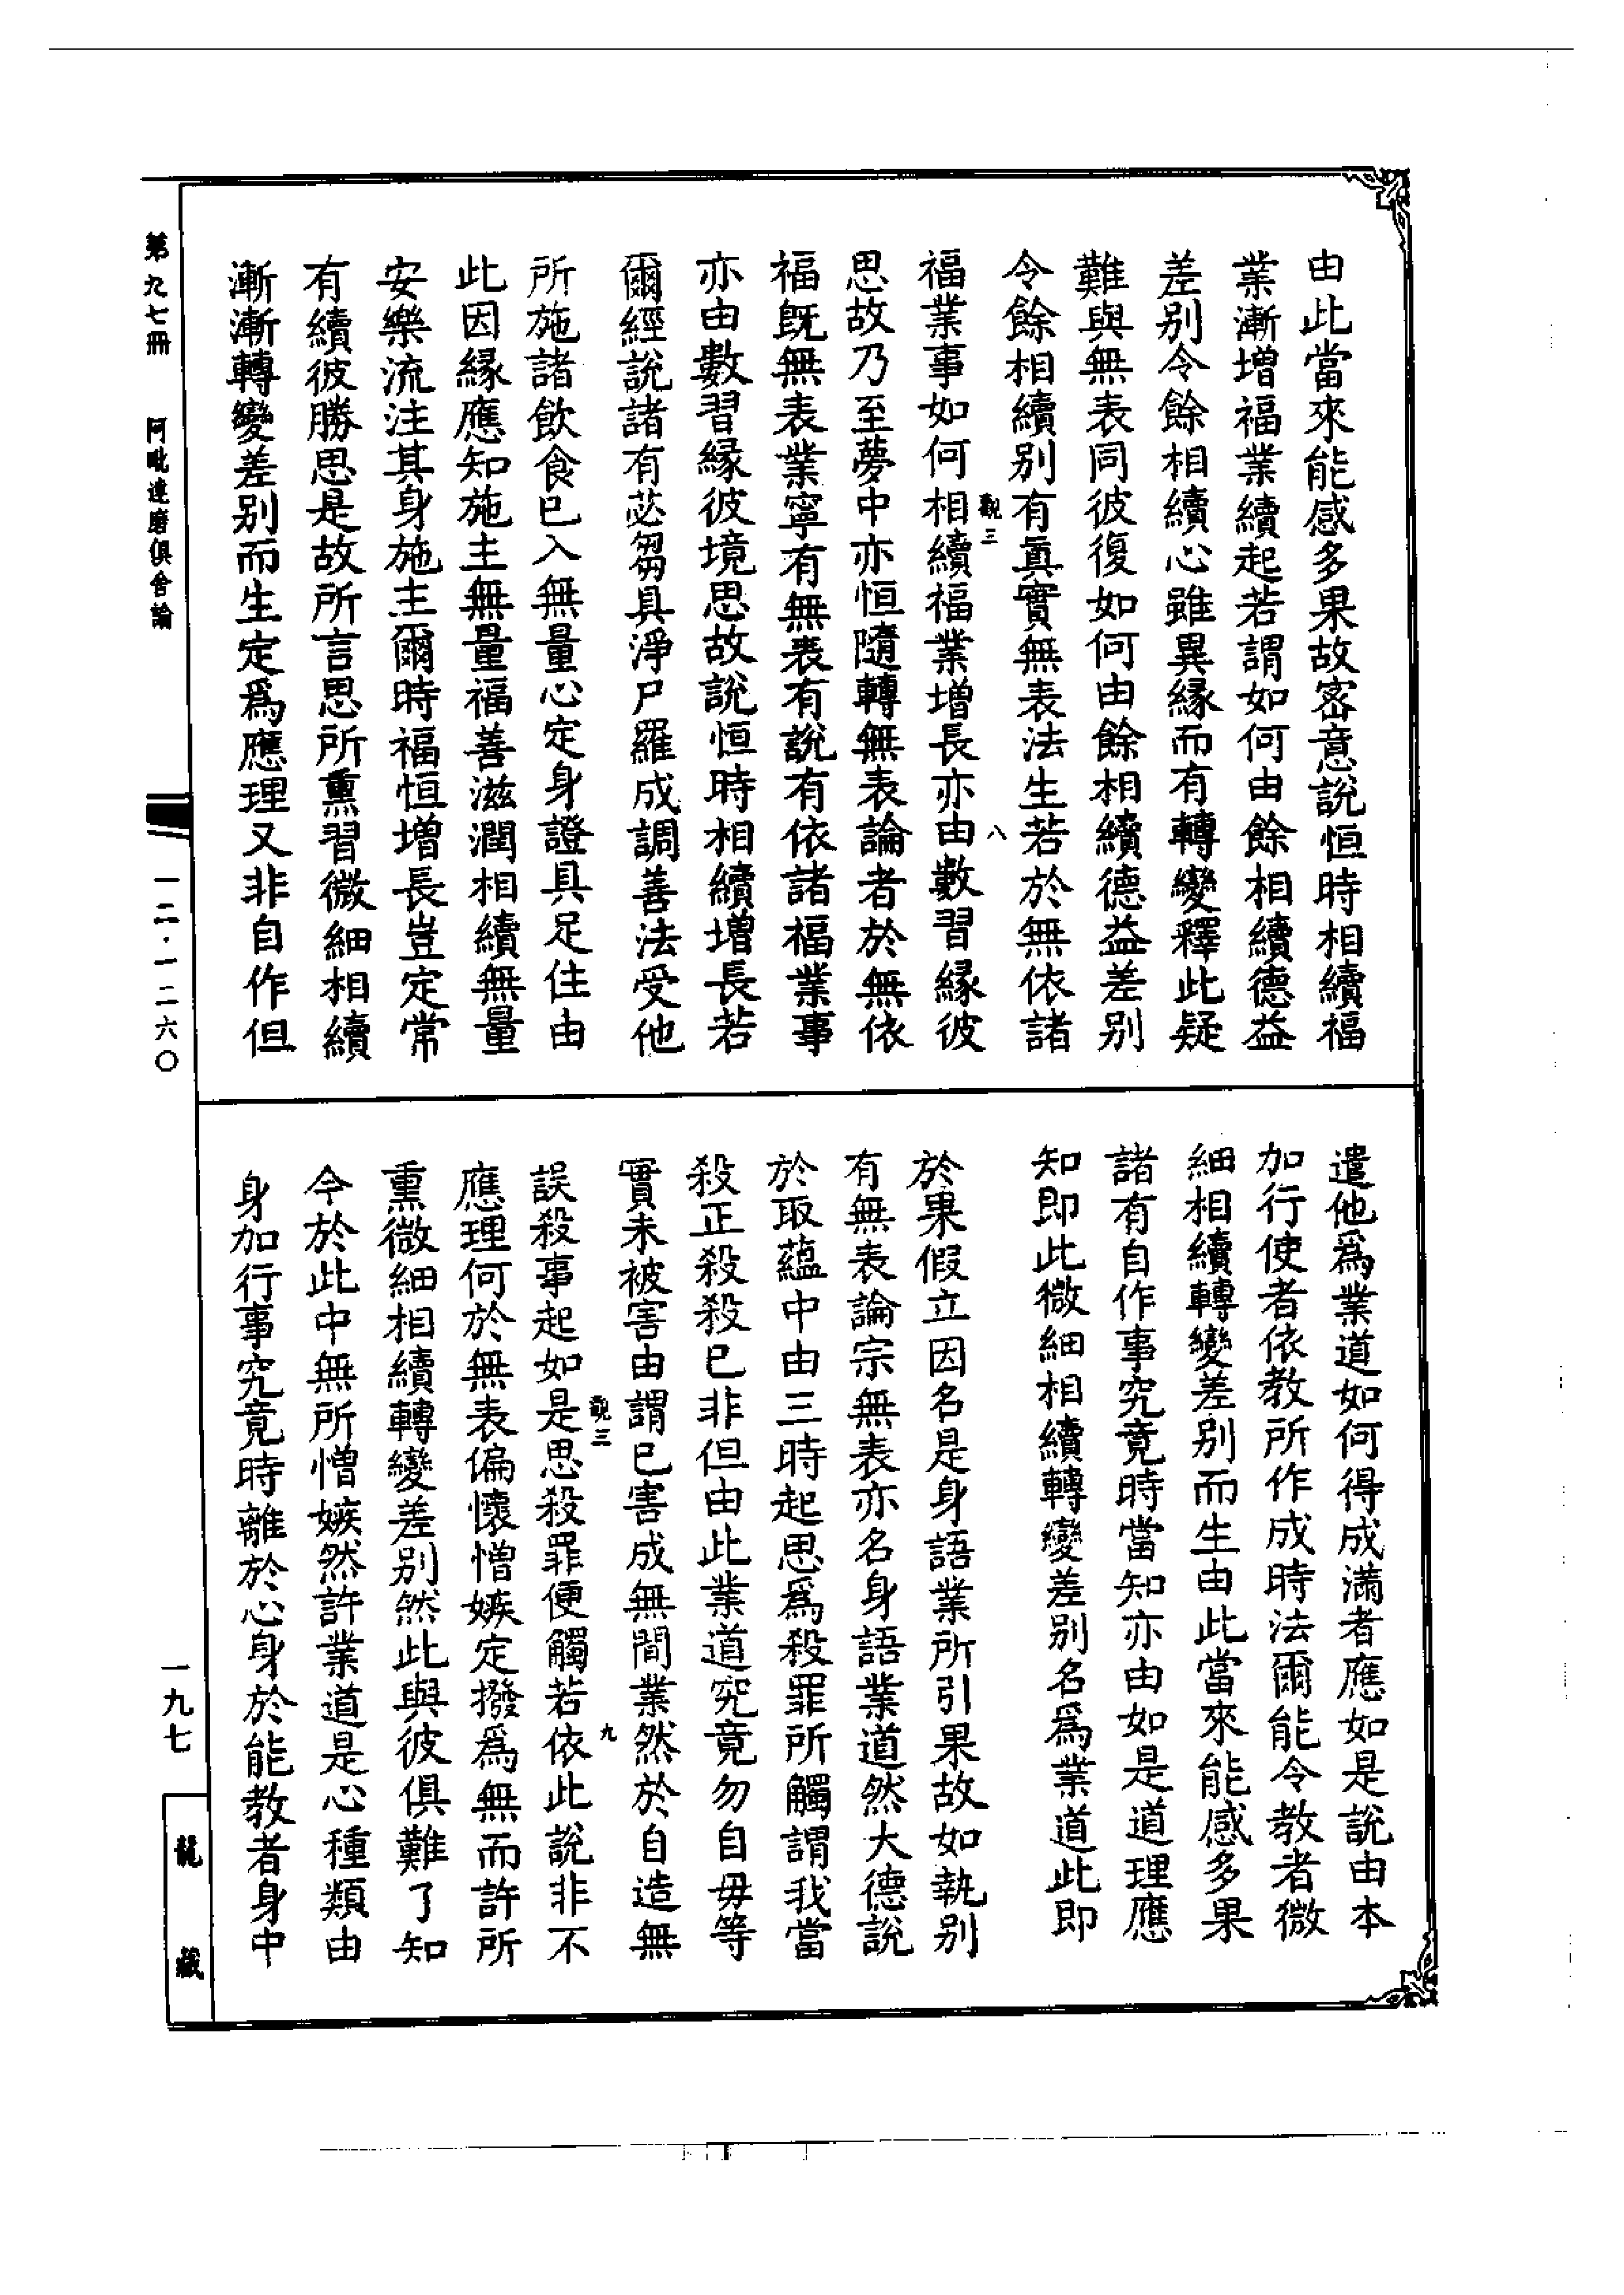 由此當來能感多果故密意說恒時相續福
業漸增福業續起若謂如何由餘相續德益
差別令餘相續心雖異緣而有轉變釋此疑
難與無表同彼復如何由餘相續德益差別
令餘相續別有真實無表法生若於無依諸
觀三
八
福業事如何相續福業增長亦由數習緣彼
思故乃至夢中亦恒隨轉無表論者於無依
福既無表業寧有無表有說有依諸福業事
亦由數習緣彼境思故說恒時相續增長若
爾經說諸有苾芻具淨尸羅成調善法受他
所施諸飲食已入無量心定身證具足住由
此因緣應知施主無量福善滋潤相續無量
安樂流注其身施主爾時福恒增長豈定常
有續彼勝思是故所言思所熏習微細相續
漸漸轉變差別而生定為應理又非自作但
遣他為業道如何得成滿者應如是說由本
加行使者依教所作成時法爾能令教者微
細相續轉變差別而生由此當來能感多果
諸有自作事究竟時當知亦由如是道理應
知即此微細相續轉變差別名為業道此即
於果假立因名是身語業所引果故如執別
有無表論宗無表亦名身語業道然大德說
於取蘊中由三時起思為殺罪所觸謂我當
殺正殺殺已非但由此業道究竟勿自毋等
實未被害由謂已害成無間業然於自造無
觀三
九
誤殺事起如是思殺罪便觸若依此說非不
應理何於無表偏懷憎嫉定撥為無而許所
熏微細相續轉變差別然此與彼俱難了知
今於此中無所憎嫉然許業道是心種類由
身加行事究竟時離於心身於能教者身中
第九七冊 阿毗達磨俱舍論
一二·一二六〇
一九七
龍藏